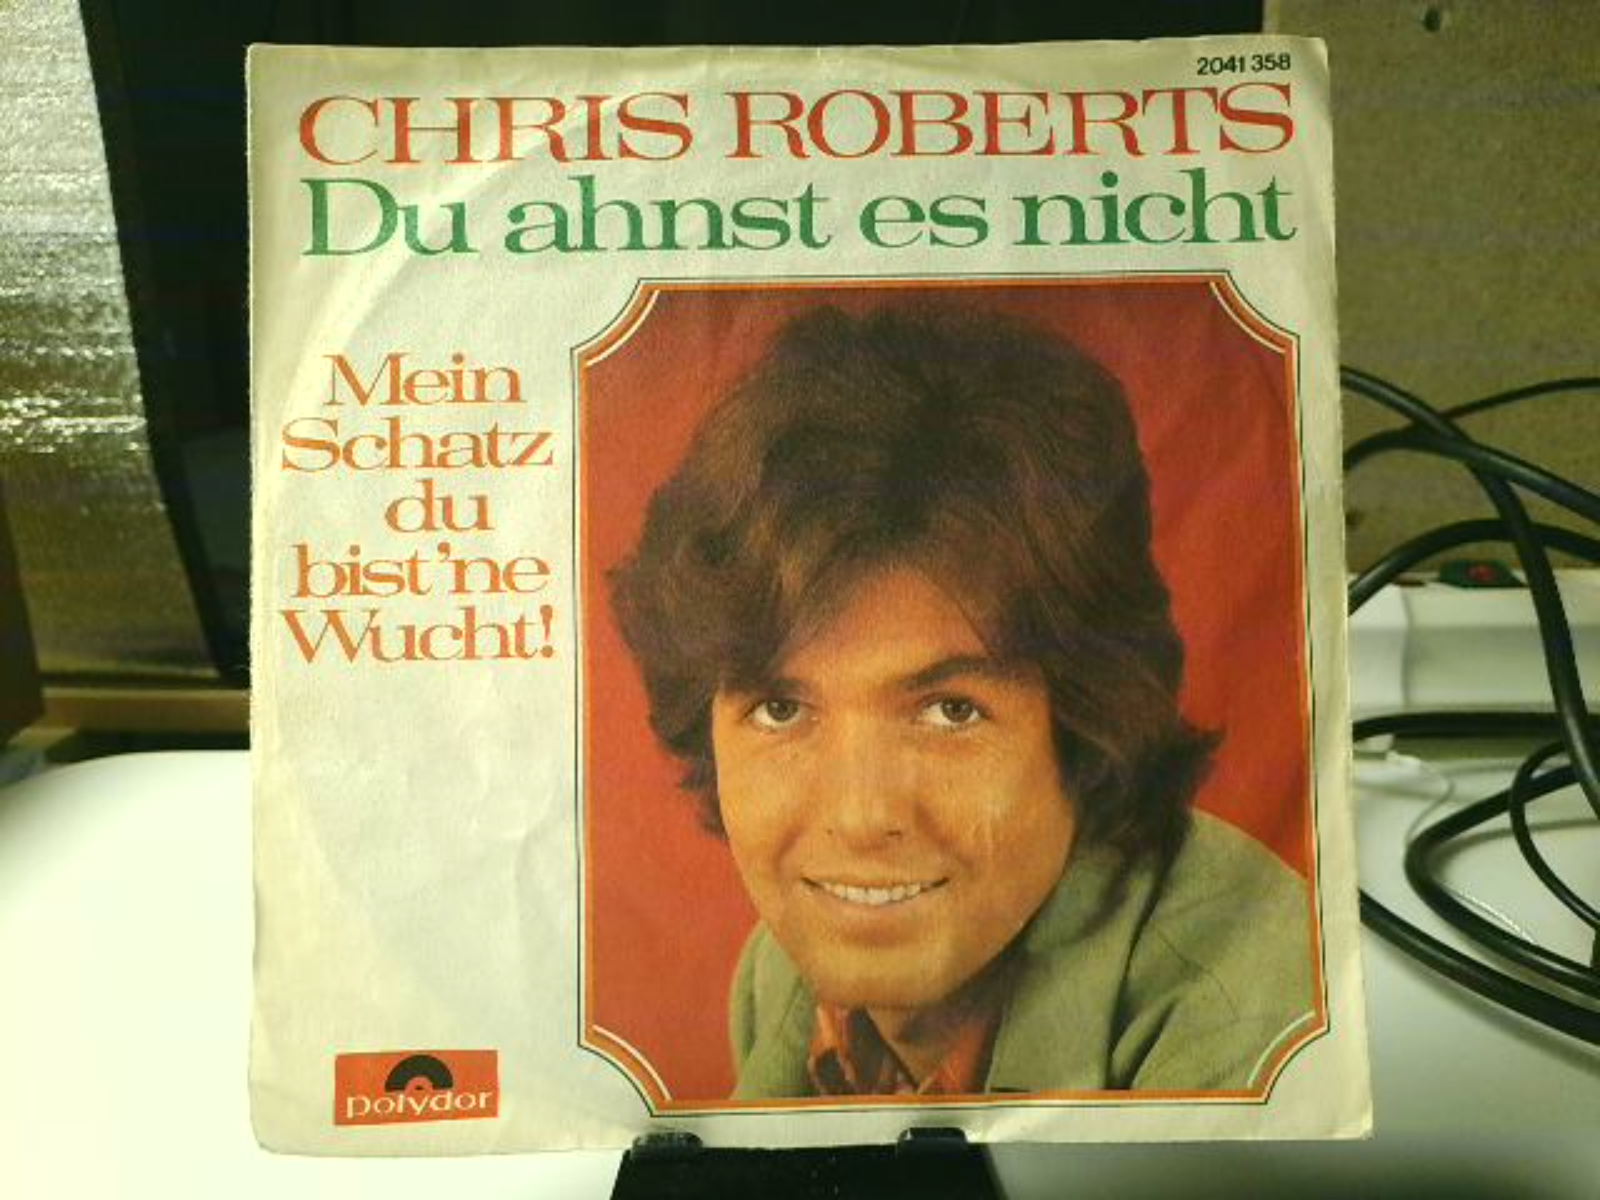 2041 358
CHRIS ROBERTS
Du ahnst es nicht
Mein
Schatz
du
bist'ne
Wucht!
polydor